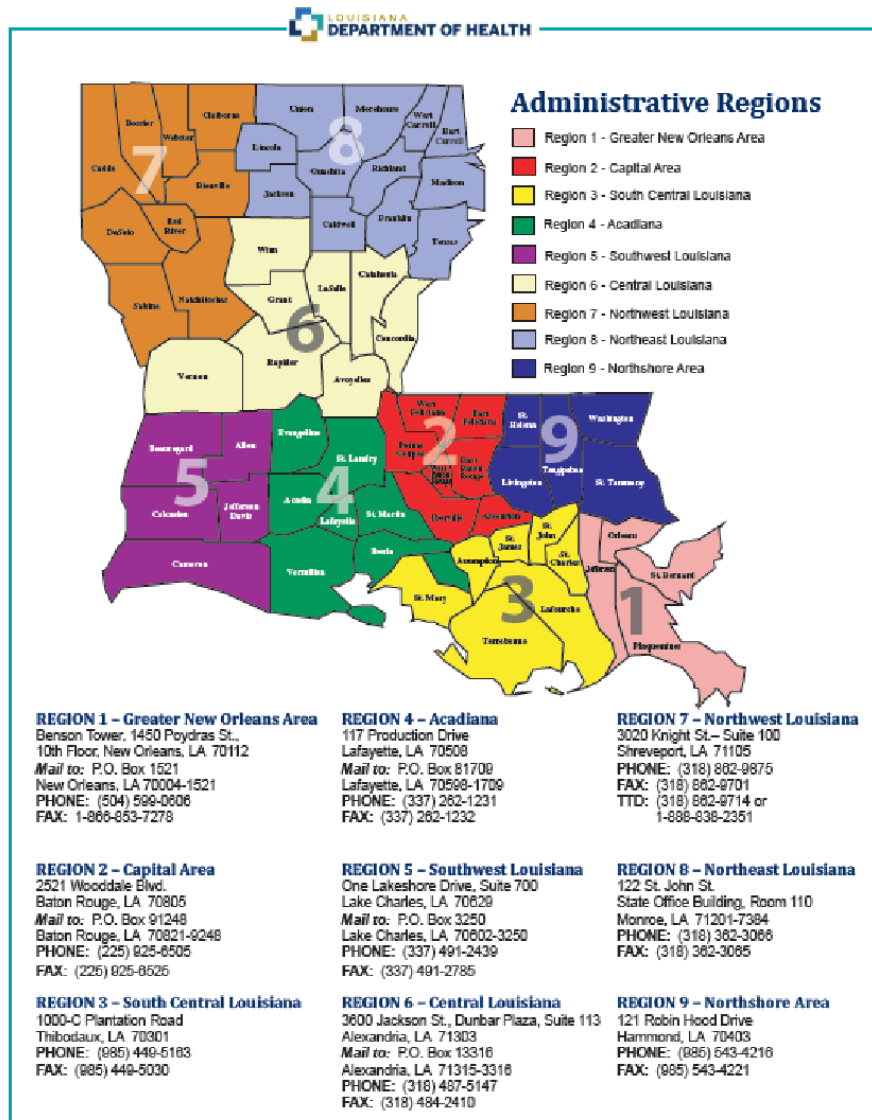 LOUISIANA
DEPARTMENT OF HEALTH
Administrative Regions
Region 1 - Greater New Orleans Area
Region 2 - Capital Area
Region 3 - South Central Louisiana
Region 4 - Acadiana
Region 5 - Southwest Louisiana
Region 6 - Central Louisiana
Region 7 - Northwest Louisiana
Region 8 - Northeast Louisiana
Region 9 - Northshore Area
Caddo
Bossier
Webster
Claiborne
Bienville
DeSoto
Red
River
Sabine
Natchitoches
7
Union
Morehouse
West
Carroll
East
Carroll
Lincoln
Ouachita
Richland
Madison
Jackson
Caldwell
Franklin
Tensas
8
Winn
Grant
LaSalle
Catahoula
Concordia
Rapides
Vernon
Avoyelles
6
Beauregard
Allen
Calcasieu
Jefferson
Davis
Cameron
5
Evangeline
St. Landry
Acadia
Lafayette
St. Martin
Iberia
Vermilion
4
West
Feliciana
East
Feliciana
Pointe
Coupee
West
Baton
Rouge
East
Baton
Rouge
Iberville
Ascension
2
St.
Helena
Washington
Livingston
Tangipahoa
St. Tammany
9
Assumption
St.
James
St.
John
St.
Charles
St. Mary
Lafourche
Terrebonne
3
Orleans
Jefferson
St. Bernard
Plaquemines
1
REGION 1 – Greater New Orleans Area
Benson Tower, 1450 Poydras St.,
10th Floor, New Orleans, LA 70112
Mail to: P.O. Box 1521
New Orleans, LA 70004-1521
PHONE: (504) 599-0606
FAX: 1-866-853-7278
REGION 4 – Acadiana
117 Production Drive
Lafayette, LA 70508
Mail to: P.O. Box 81709
Lafayette, LA 70598-1709
PHONE: (337) 262-1231
FAX: (337) 262-1232
REGION 7 – Northwest Louisiana
3020 Knight St.– Suite 100
Shreveport, LA 71105
PHONE: (318) 862-9875
FAX: (318) 862-9701
TTD: (318) 862-9714 or
1-888-838-2351
REGION 2 – Capital Area
2521 Wooddale Blvd.
Baton Rouge, LA 70805
Mail to: P.O. Box 91248
Baton Rouge, LA 70821-9248
PHONE: (225) 925-6505
FAX: (225) 925-6525
REGION 5 – Southwest Louisiana
One Lakeshore Drive, Suite 700
Lake Charles, LA 70629
Mail to: P.O. Box 3250
Lake Charles, LA 70602-3250
PHONE: (337) 491-2439
FAX: (337) 491-2785
REGION 8 – Northeast Louisiana
122 St. John St.
State Office Building, Room 110
Monroe, LA 71201-7384
PHONE: (318) 362-3066
FAX: (318) 362-3065
REGION 3 – South Central Louisiana
1000-C Plantation Road
Thibodaux, LA 70301
PHONE: (985) 449-5163
FAX: (985) 449-5030
REGION 6 – Central Louisiana
3600 Jackson St., Dunbar Plaza, Suite 113
Alexandria, LA 71303
Mail to: P.O. Box 13316
Alexandria, LA 71315-3316
PHONE: (318) 487-5147
FAX: (318) 484-2410
REGION 9 – Northshore Area
121 Robin Hood Drive
Hammond, LA 70403
PHONE: (985) 543-4216
FAX: (985) 543-4221